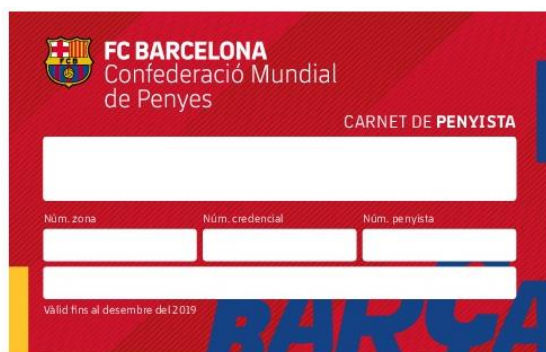 FCB
FC BARCELONA
Confederació Mundial
de Penyes
CARNET DE PENYISTA
Núm. zona
Núm. credencial
Núm. penyista
Vàlid fins al desembre del 2019
BARÇA